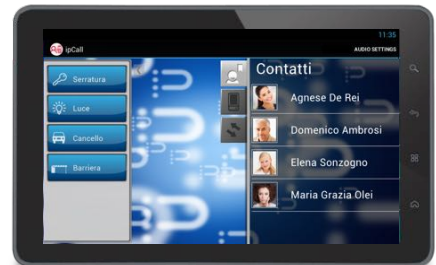 11:35
ipCall
AUDIO SETTINGS
Serratura
Luce
Cancello
Barriera
Contatti
Agnese De Rei
Domenico Ambrosi
Elena Sonzogno
Maria Grazia Olei